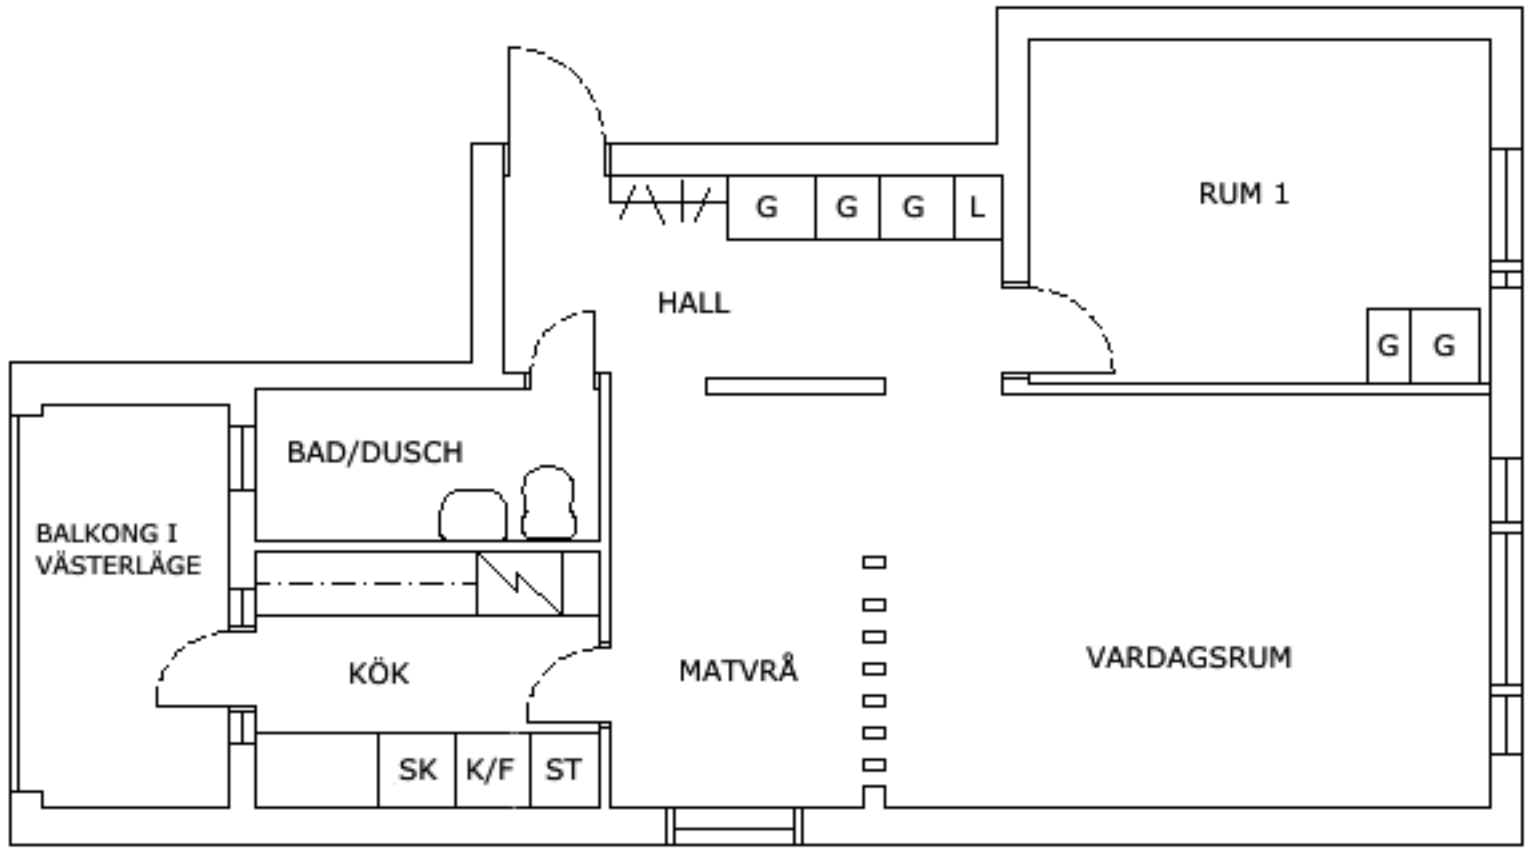 G
G
G
L
RUM 1
HALL
G
G
BAD/DUSCH
BALKONG I
VÄSTERLÄGE
KÖK
MATVRÅ
VARDAGSRUM
SK
K/F
ST